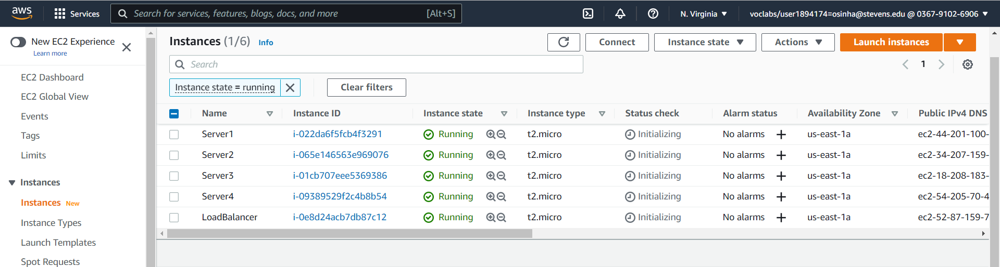 aws
Services
Search for services, features, blogs, docs, and more
[Alt+S]
N. Virginia
voclabs/user1894174=osinha@stevens.edu @ 0367-9102-6906
New EC2 Experience
Learn more
EC2 Dashboard
EC2 Global View
Events
Tags
Limits
Instances
Instances New
Instance Types
Launch Templates
Spot Requests
Instances (1/6) Info
Connect
Instance state
Actions
Launch instances
Search
1
Instance state = running
Clear filters
Name Instance ID Instance state Instance type Status check Alarm status Availability Zone Public IPv4 DNS
Server1 i-022da6f5fcb4f3291 Running t2.micro Initializing No alarms + us-east-1a ec2-44-201-100-
Server2 i-065e146563e969076 Running t2.micro Initializing No alarms + us-east-1a ec2-34-207-159-
Server3 i-01cb707eee5369386 Running t2.micro Initializing No alarms + us-east-1a ec2-18-208-183-
Server4 i-09389529f2c4b8b54 Running t2.micro Initializing No alarms + us-east-1a ec2-54-205-70-4
LoadBalancer i-0e8d24acb7db87c12 Running t2.micro Initializing No alarms + us-east-1a ec2-52-87-159-7